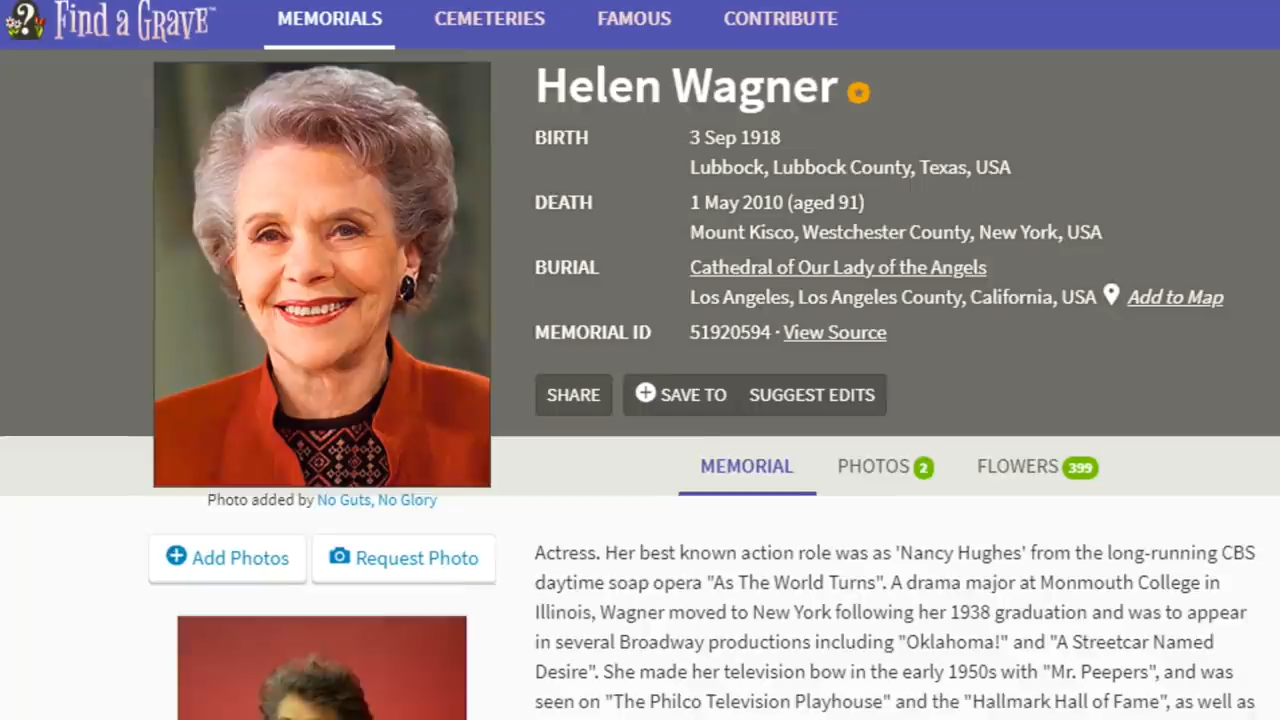 Find a Grave™
MEMORIALS CEMETERIES FAMOUS CONTRIBUTE
Helen Wagner
BIRTH 3 Sep 1918
Lubbock, Lubbock County, Texas, USA
DEATH 1 May 2010 (aged 91)
Mount Kisco, Westchester County, New York, USA
BURIAL Cathedral of Our Lady of the Angels
Los Angeles, Los Angeles County, California, USA Add to Map
MEMORIAL ID 51920594 · View Source
SHARE SAVE TO SUGGEST EDITS
MEMORIAL PHOTOS 2 FLOWERS 399
Photo added by No Guts, No Glory
Add Photos Request Photo
Actress. Her best known action role was as 'Nancy Hughes' from the long-running CBS
daytime soap opera "As The World Turns". A drama major at Monmouth College in
Illinois, Wagner moved to New York following her 1938 graduation and was to appear
in several Broadway productions including "Oklahoma!" and "A Streetcar Named
Desire". She made her television bow in the early 1950s with "Mr. Peepers", and was
seen on "The Philco Television Playhouse" and the "Hallmark Hall of Fame", as well as